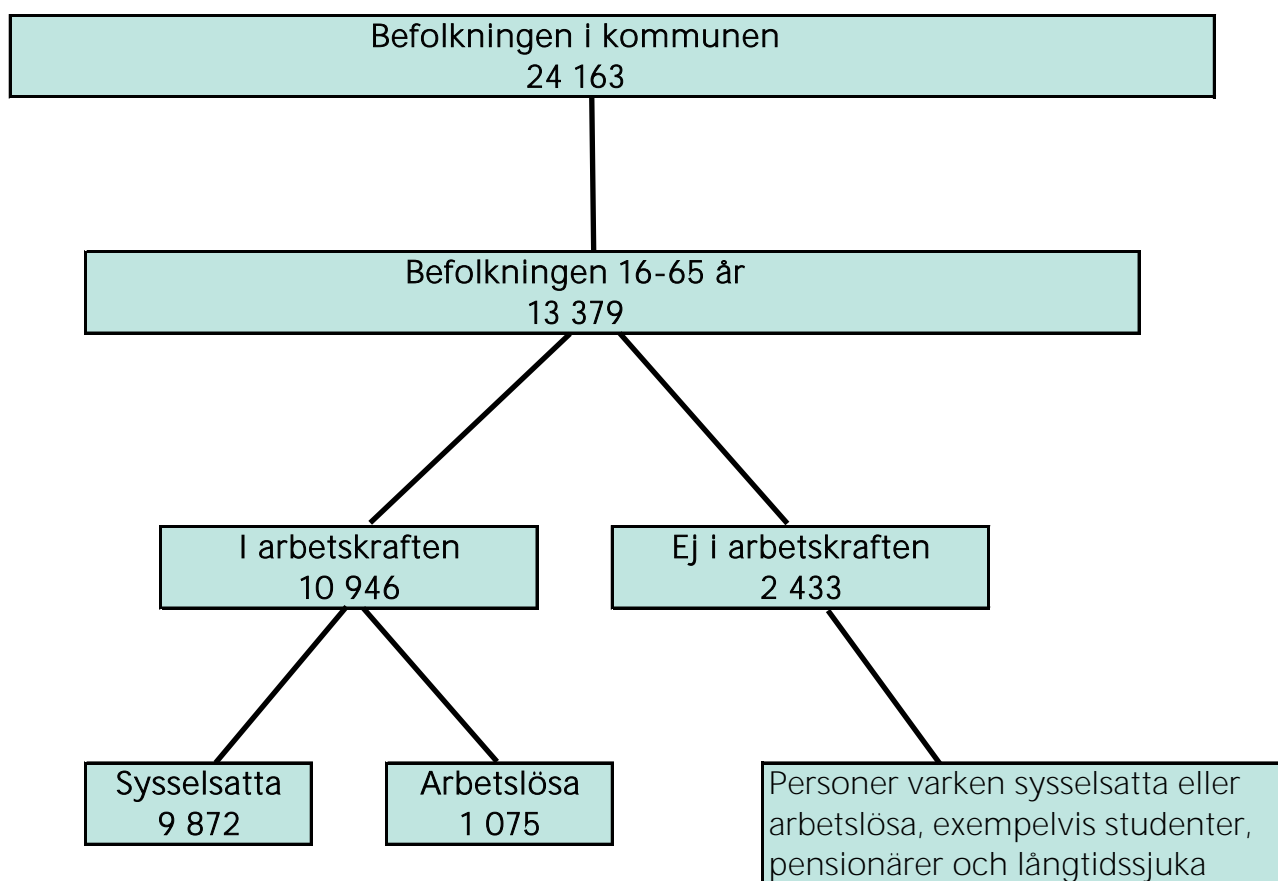 Befolkningen i kommunen
24 163
Befolkningen 16-65 år
13 379
I arbetskraften
10 946
Ej i arbetskraften
2 433
Sysselsatta
9 872
Arbetslösa
1 075
Personer varken sysselsatta eller
arbetslösa, exempelvis studenter,
pensionärer och långtidssjuka